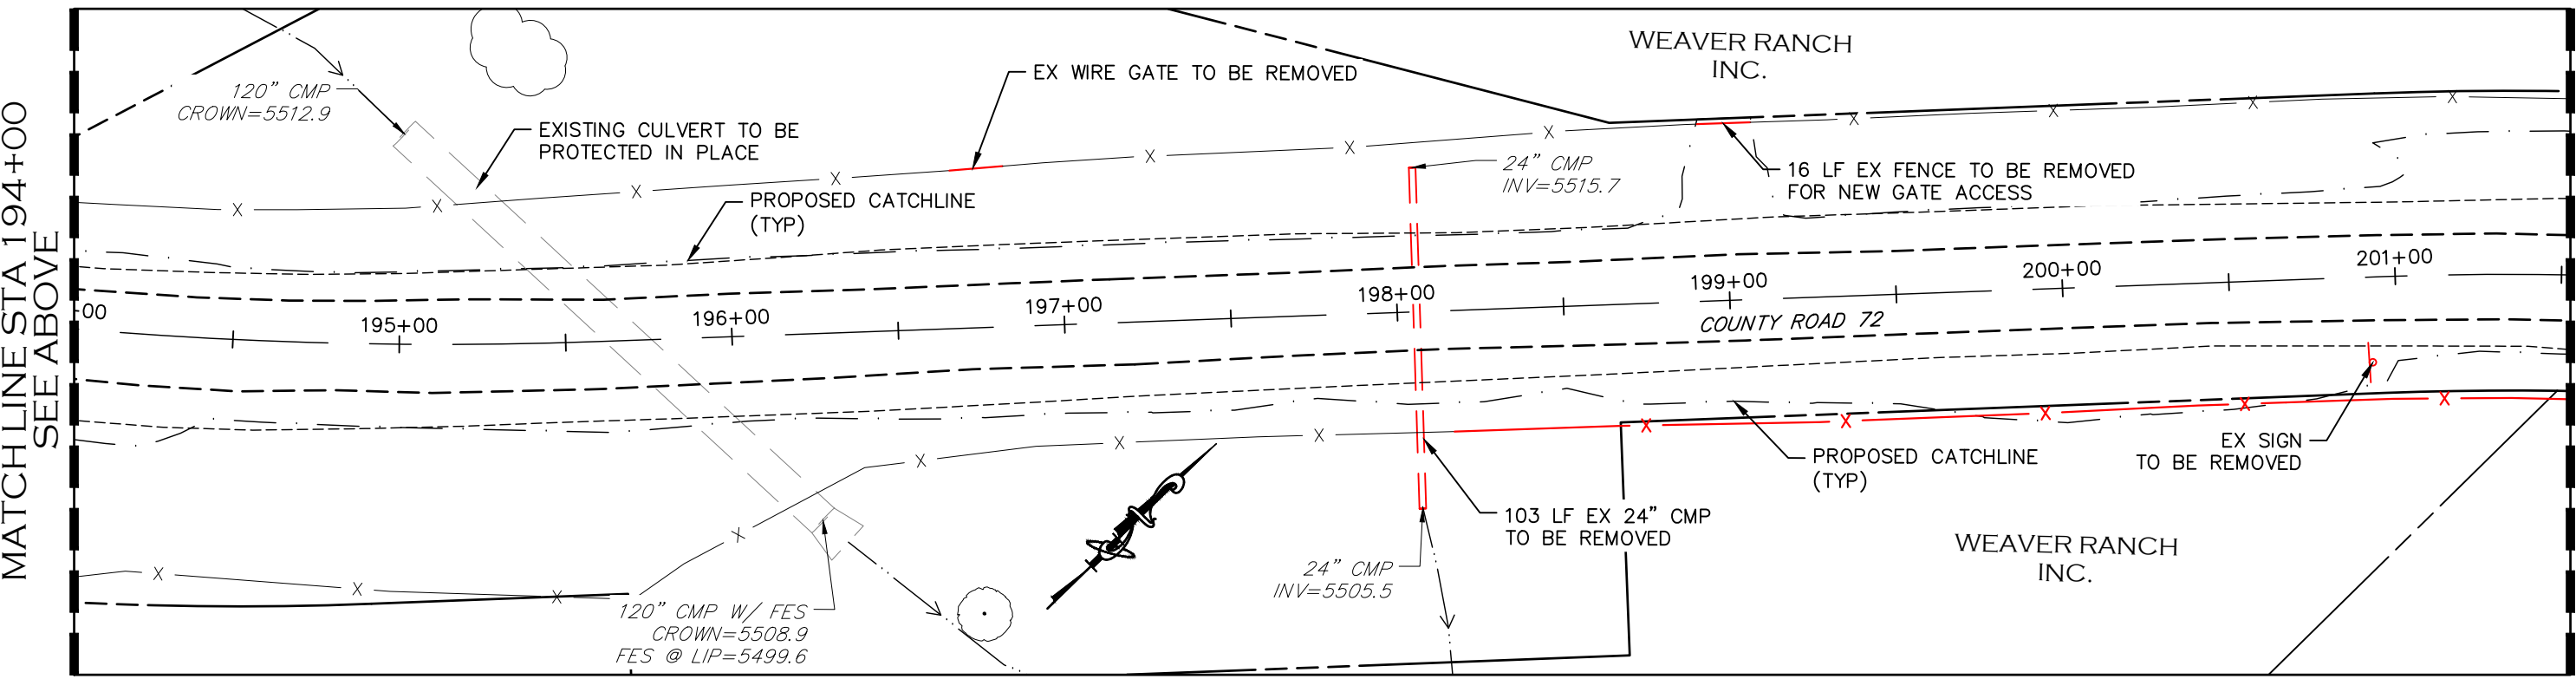 MATCHLINE STA 194+00
SEE ABOVE
WEAVER RANCH
INC.
EX WIRE GATE TO BE REMOVED
120" CMP
CROWN=5512.9
EXISTING CULVERT TO BE
PROTECTED IN PLACE
24" CMP
INV=5515.7
16 LF EX FENCE TO BE REMOVED
FOR NEW GATE ACCESS
PROPOSED CATCHLINE
(TYP)
+00
195+00
196+00
197+00
198+00
199+00
200+00
201+00
COUNTY ROAD 72
X X X X X X X X X X X X
X X X X X X X X
X X X X X
PROPOSED CATCHLINE
(TYP)
EX SIGN
TO BE REMOVED
103 LF EX 24" CMP
TO BE REMOVED
24" CMP
INV=5505.5
WEAVER RANCH
INC.
120" CMP W/ FES
CROWN=5508.9
FES @ LIP=5499.6